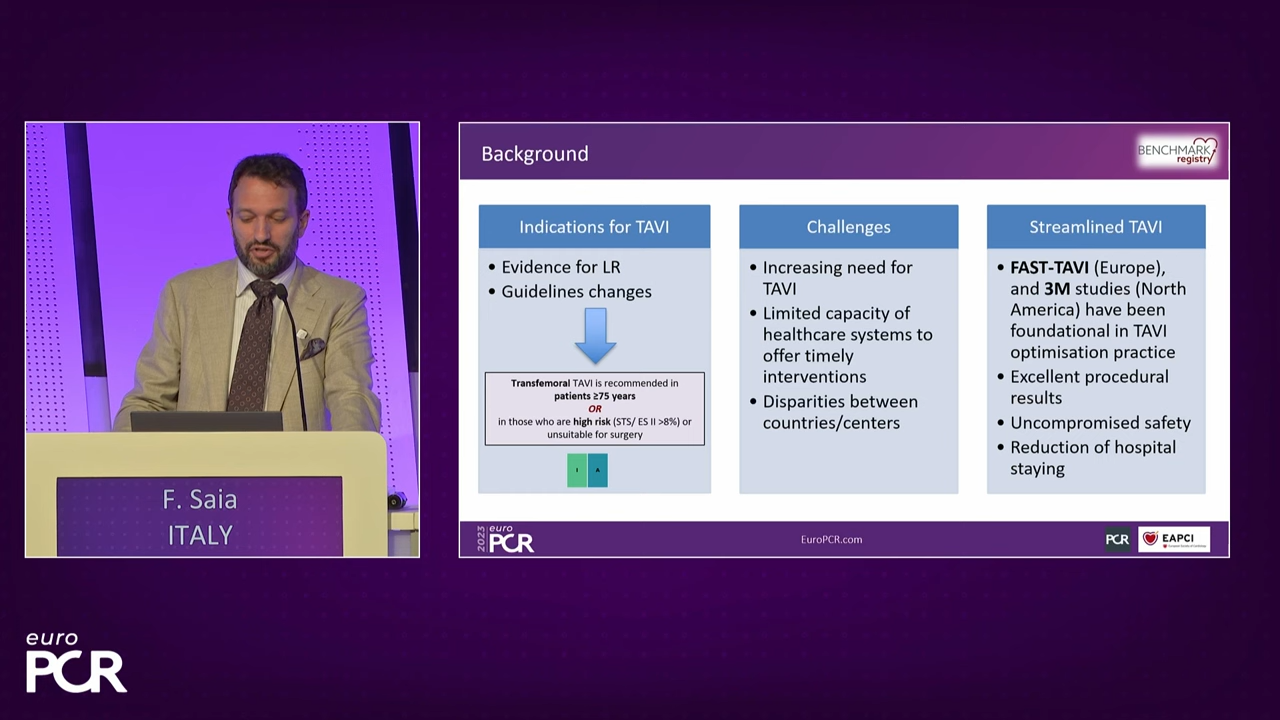 F. Saia
ITALY
euro
PCR
Background
BENCHMARK
registry
Indications for TAVI
• Evidence for LR
• Guidelines changes
Transfemoral TAVI is recommended in
patients ≥75 years
OR
in those who are high risk (STS/ ES II >8%) or
unsuitable for surgery
I A
Challenges
• Increasing need for
TAVI
• Limited capacity of
healthcare systems to
offer timely
interventions
• Disparities between
countries/centers
Streamlined TAVI
• FAST-TAVI (Europe),
and 3M studies (North
America) have been
foundational in TAVI
optimisation practice
• Excellent procedural
results
• Uncompromised safety
• Reduction of hospital
staying
2023
euro
PCR
EuroPCR.com
PCR
EAPCI